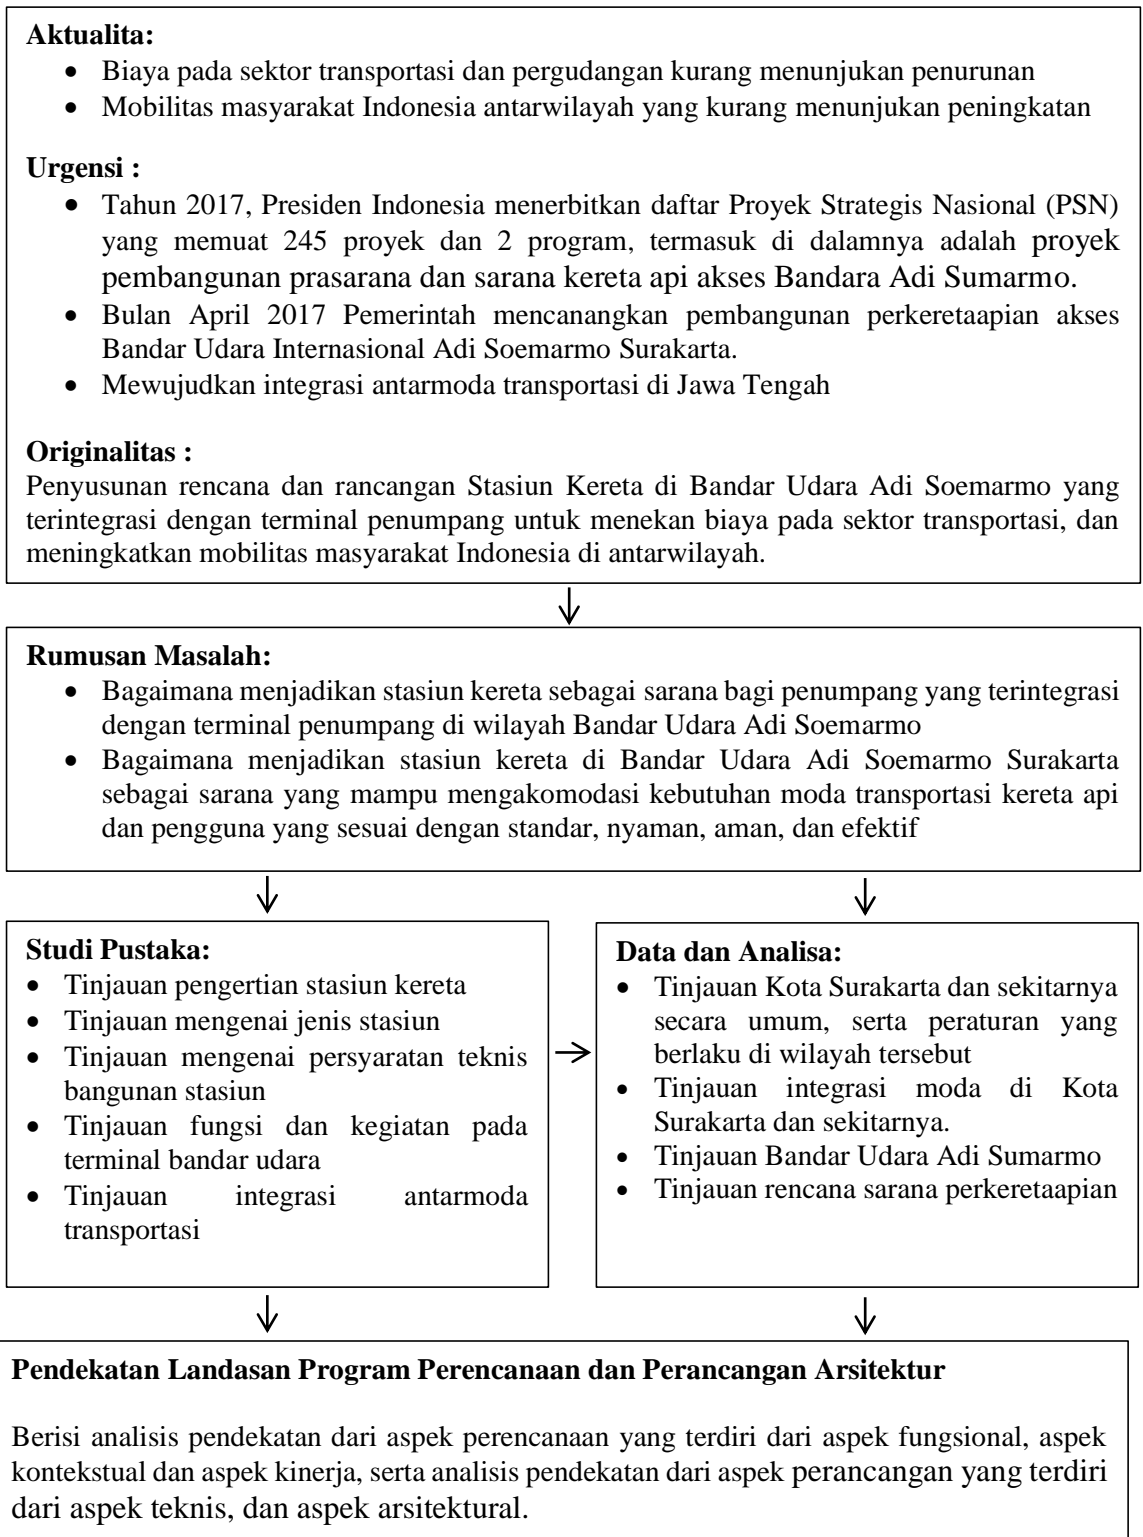 Aktualita:
• Biaya pada sektor transportasi dan pergudangan kurang menunjukan penurunan
• Mobilitas masyarakat Indonesia antarwilayah yang kurang menunjukan peningkatan
Urgensi :
• Tahun 2017, Presiden Indonesia menerbitkan daftar Proyek Strategis Nasional (PSN)
yang memuat 245 proyek dan 2 program, termasuk di dalamnya adalah proyek
pembangunan prasarana dan sarana kereta api akses Bandara Adi Sumarmo.
• Bulan April 2017 Pemerintah mencanangkan pembangunan perkeretaapian akses
Bandar Udara Internasional Adi Soemarmo Surakarta.
• Mewujudkan integrasi antarmoda transportasi di Jawa Tengah
Originalitas :
Penyusunan rencana dan rancangan Stasiun Kereta di Bandar Udara Adi Soemarmo yang
terintegrasi dengan terminal penumpang untuk menekan biaya pada sektor transportasi, dan
meningkatkan mobilitas masyarakat Indonesia di antarwilayah.
Rumusan Masalah:
• Bagaimana menjadikan stasiun kereta sebagai sarana bagi penumpang yang terintegrasi
dengan terminal penumpang di wilayah Bandar Udara Adi Soemarmo
• Bagaimana menjadikan stasiun kereta di Bandar Udara Adi Soemarmo Surakarta
sebagai sarana yang mampu mengakomodasi kebutuhan moda transportasi kereta api
dan pengguna yang sesuai dengan standar, nyaman, aman, dan efektif
Studi Pustaka:
• Tinjauan pengertian stasiun kereta
• Tinjauan mengenai jenis stasiun
• Tinjauan mengenai persyaratan teknis
bangunan stasiun
• Tinjauan fungsi dan kegiatan pada
terminal bandar udara
• Tinjauan integrasi antarmoda
transportasi
Data dan Analisa:
• Tinjauan Kota Surakarta dan sekitarnya
secara umum, serta peraturan yang
berlaku di wilayah tersebut
• Tinjauan integrasi moda di Kota
Surakarta dan sekitarnya.
• Tinjauan Bandar Udara Adi Sumarmo
• Tinjauan rencana sarana perkeretaapian
Pendekatan Landasan Program Perencanaan dan Perancangan Arsitektur
Berisi analisis pendekatan dari aspek perencanaan yang terdiri dari aspek fungsional, aspek
kontekstual dan aspek kinerja, serta analisis pendekatan dari aspek perancangan yang terdiri
dari aspek teknis, dan aspek arsitektural.